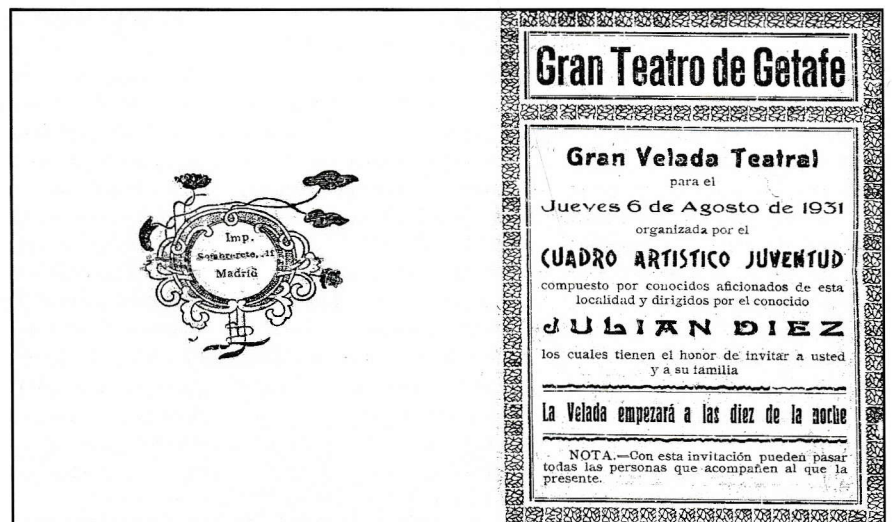 Imp.
Sombrerete,
Madrid
Gran Teatro de Getafe
Gran Velada Teatral
para el
Jueves 6 de Agosto de 1931
organizada por el
CUADRO ARTISTICO JUVENTUD
compuesto por conocidos aficionados de esta
localidad y dirigidos por el conocido
JULIAN DIEZ
los cuales tienen el honor de invitar a usted
y a su familia
La Velada empezará a las diez de la noche
NOTA.—Con esta invitación pueden pasar
todas las personas que acompañen al que la
presente.